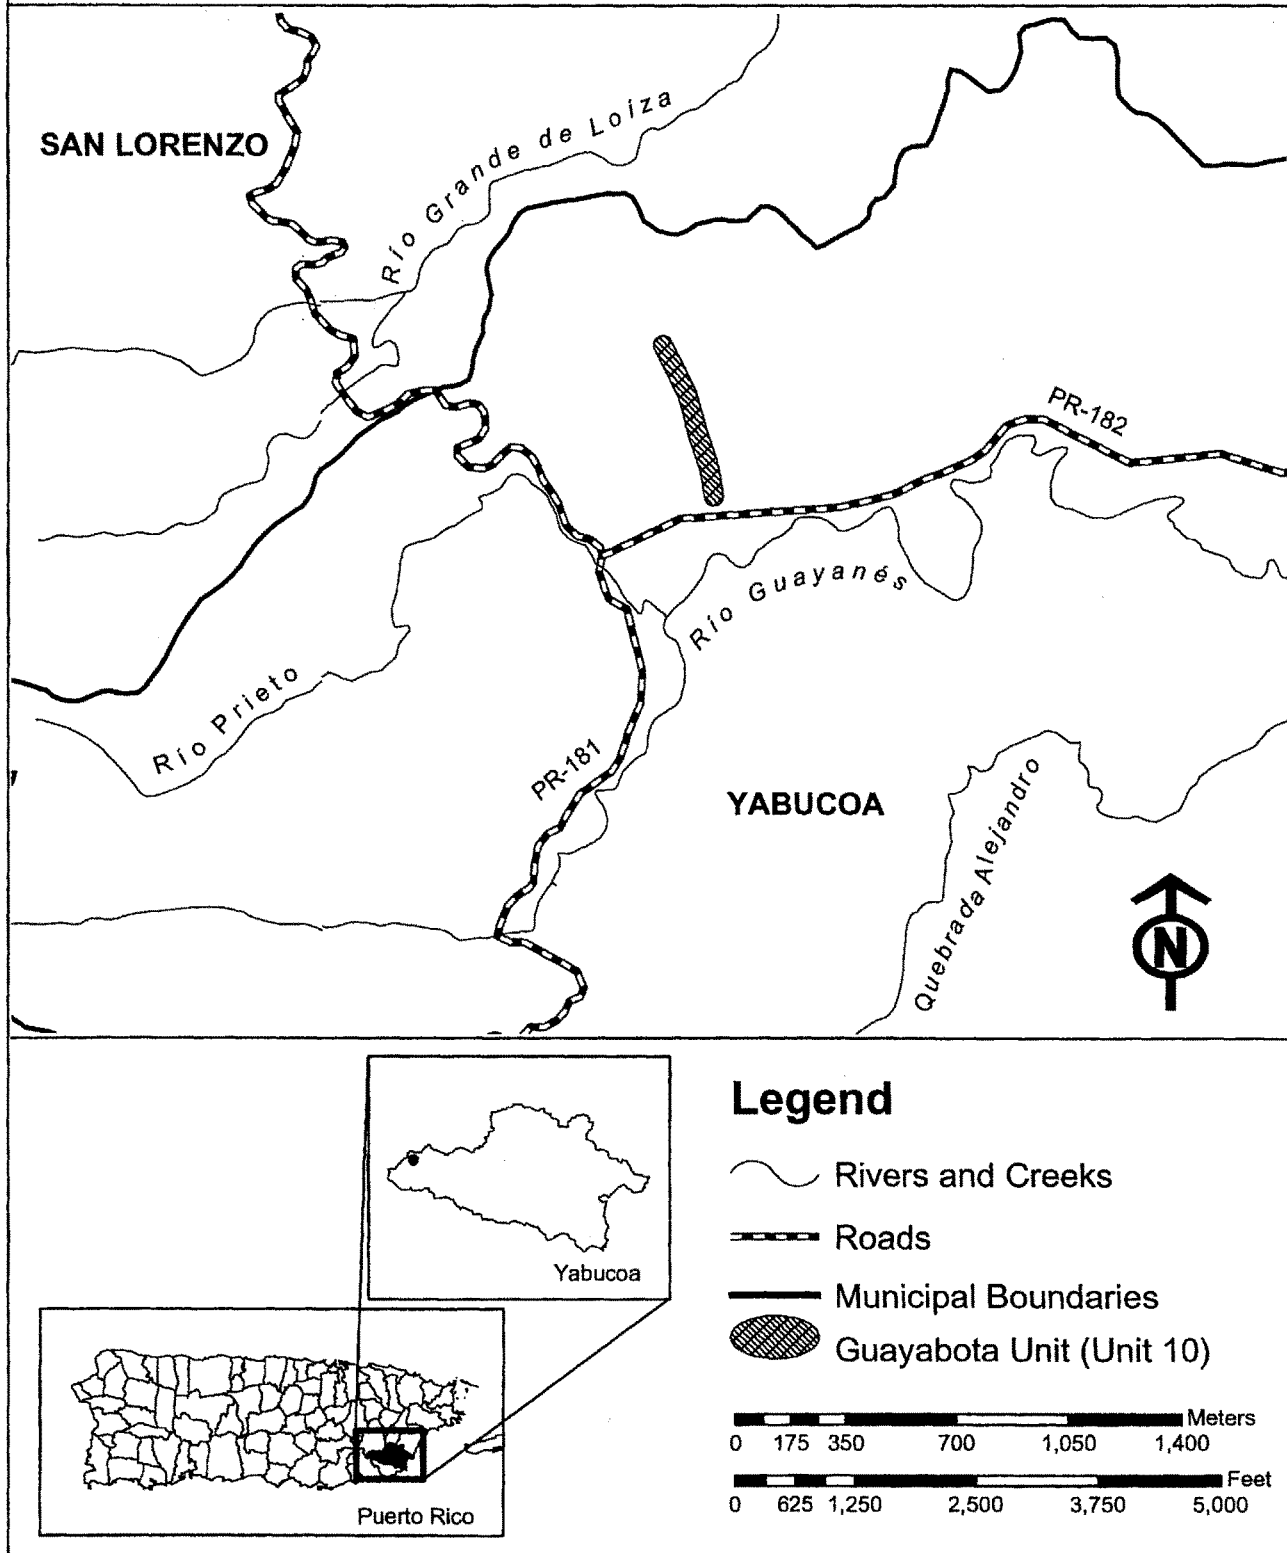 SAN LORENZO
Río Grande de Loíza
PR-182
Río Guayanés
Río Prieto
PR-181
YABUCOA
Quebrada Alejandro
N
Yabucoa
Puerto Rico
Legend
Rivers and Creeks
Roads
Municipal Boundaries
Guayabota Unit (Unit 10)
Meters
0 175 350 700 1,050 1,400
Feet
0 625 1,250 2,500 3,750 5,000